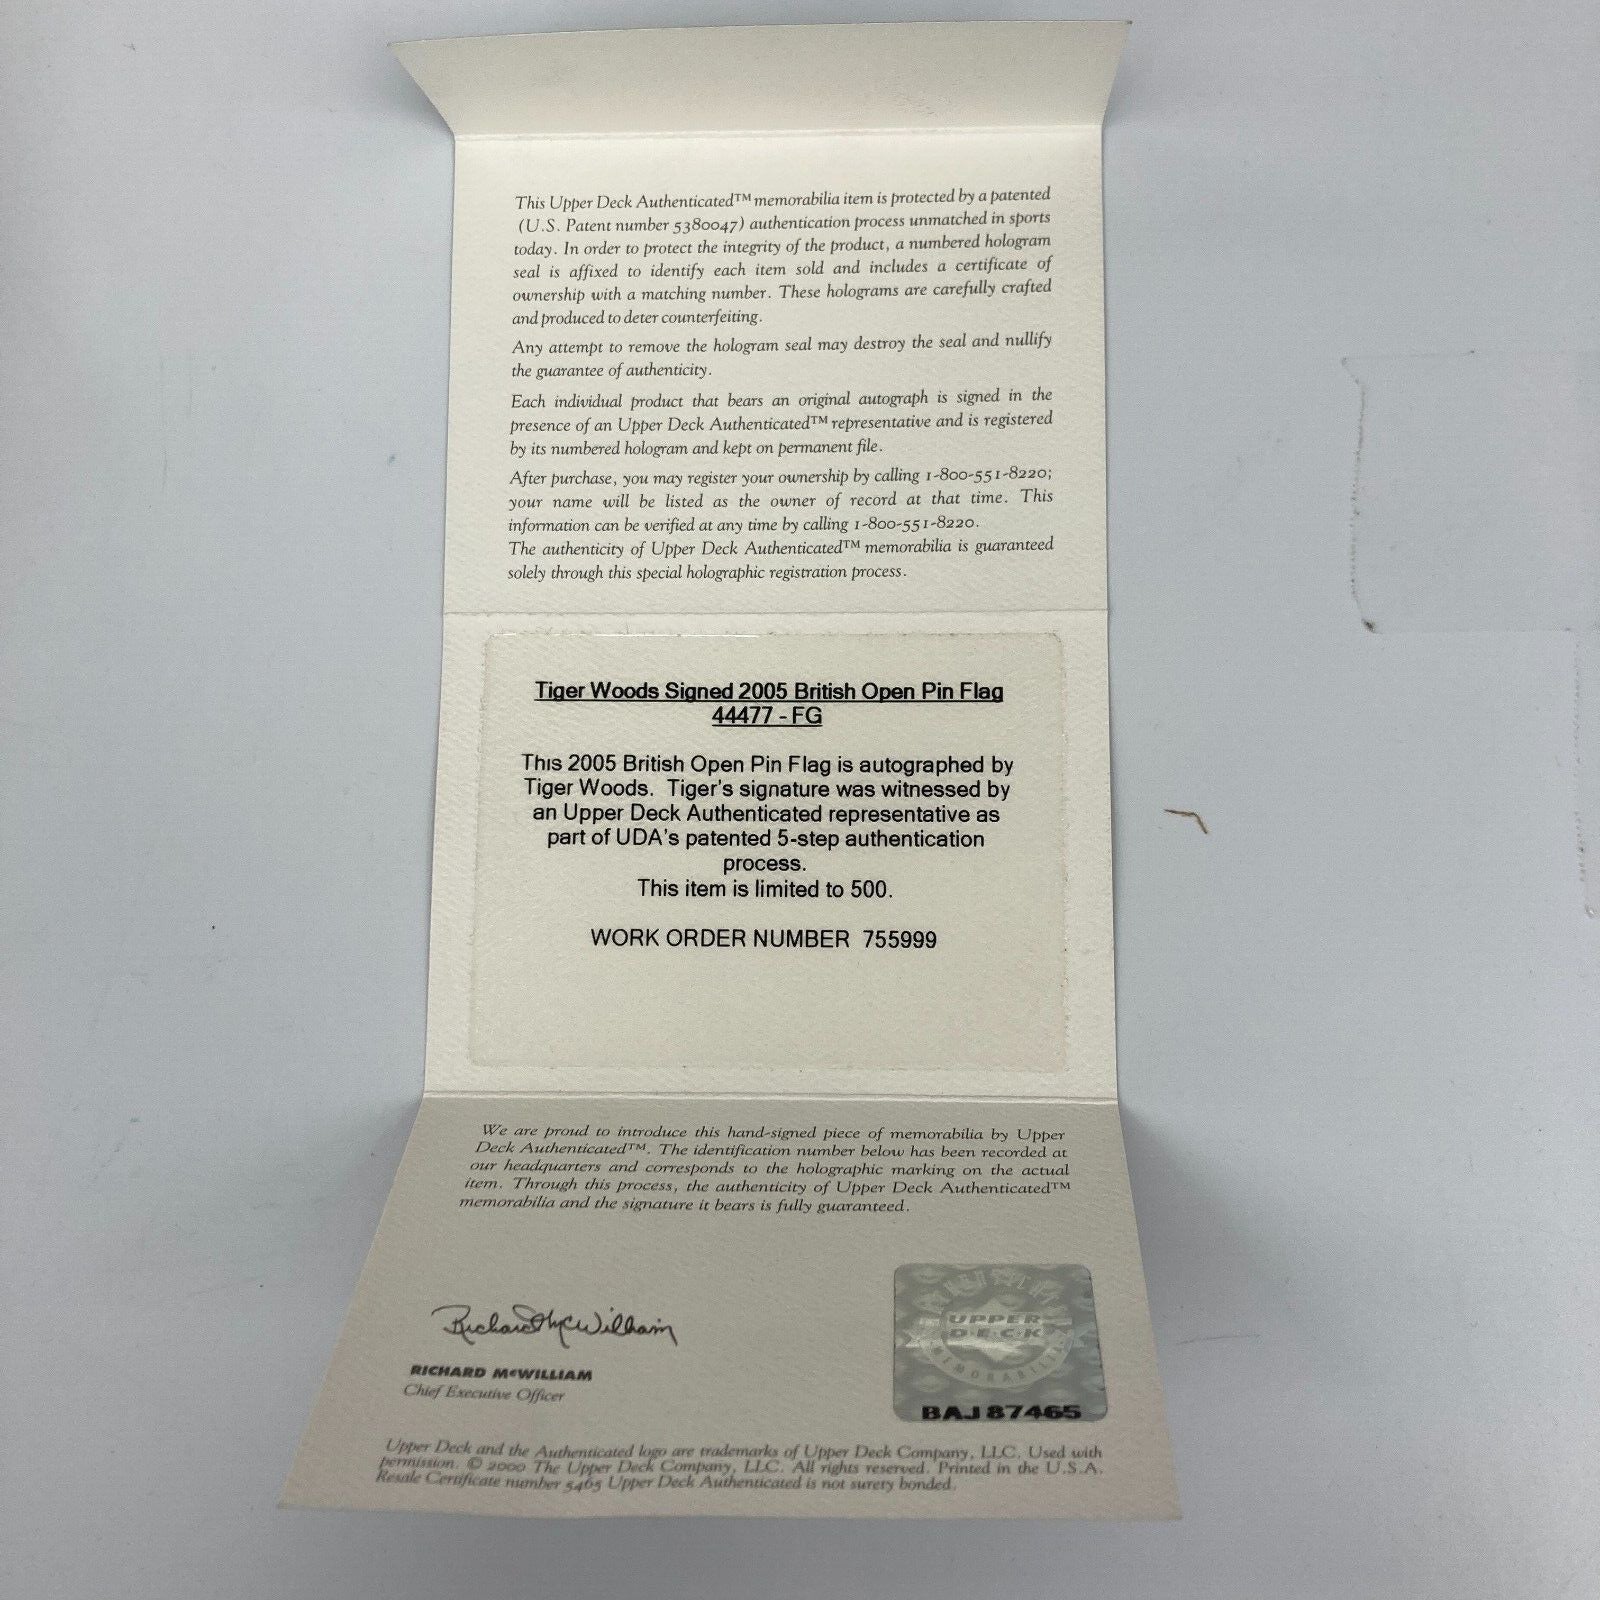 This Upper Deck Authenticated™ memorabilia item is protected by a patented
(U.S. Patent number 5380047) authentication process unmatched in sports
today. In order to protect the integrity of the product, a numbered hologram
seal is affixed to identify each item sold and includes a certificate of
ownership with a matching number. These holograms are carefully crafted
and produced to deter counterfeiting.
Any attempt to remove the hologram seal may destroy the seal and nullify
the guarantee of authenticity.
Each individual product that bears an original autograph is signed in the
presence of an Upper Deck Authenticated™ representative and is registered
by its numbered hologram and kept on permanent file.
After purchase, you may register your ownership by calling 1-800-551-8220;
your name will be listed as the owner of record at that time. This
information can be verified at any time by calling 1-800-551-8220.
The authenticity of Upper Deck Authenticated™ memorabilia is guaranteed
solely through this special holographic registration process.
Tiger Woods Signed 2005 British Open Pin Flag
44477 - FG
This 2005 British Open Pin Flag is autographed by
Tiger Woods. Tiger's signature was witnessed by
an Upper Deck Authenticated representative as
part of UDA's patented 5-step authentication
process.
This item is limited to 500.
WORK ORDER NUMBER 755999
We are proud to introduce this hand-signed piece of memorabilia by Upper
Deck Authenticated™. The identification number below has been recorded at
our headquarters and corresponds to the holographic marking on the actual
item. Through this process, the authenticity of Upper Deck Authenticated™
memorabilia and the signature it bears is fully guaranteed.
Richard McWilliam
RICHARD McWILLIAM
Chief Executive Officer
UPPER
DECK
MEMORABILIA
BAJ87465
Upper Deck and the Authenticated logo are trademarks of Upper Deck Company, LLC. Used with
permission. © 2000 The Upper Deck Company, LLC. All rights reserved. Printed in the U.S.A.
Resale Certificate number 5465 Upper Deck Authenticated is not surety bonded.